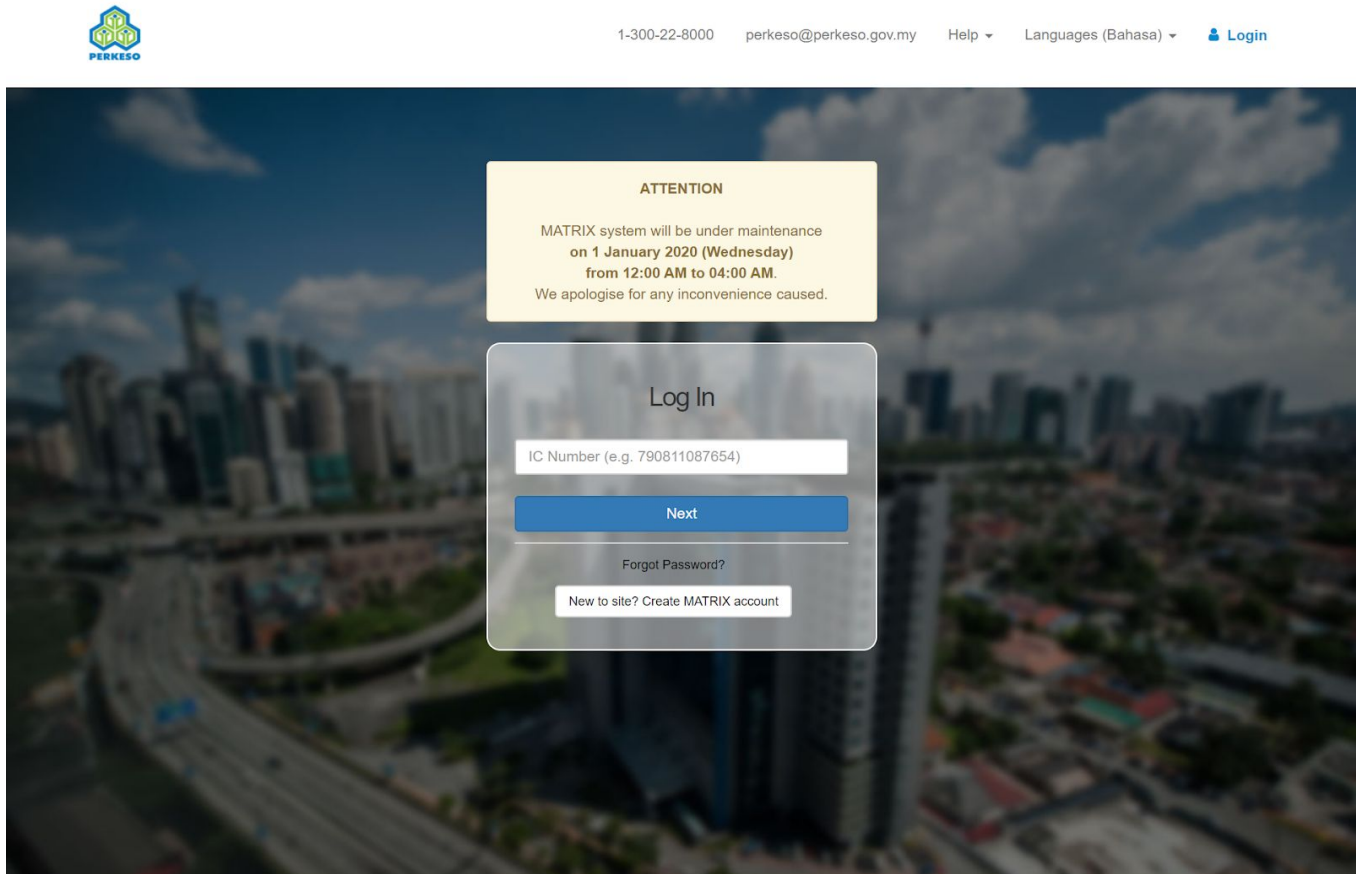 PERKESO
1-300-22-8000 perkeso@perkeso.gov.my Help Languages (Bahasa) Login
ATTENTION
MATRIX system will be under maintenance
on 1 January 2020 (Wednesday)
from 12:00 AM to 04:00 AM.
We apologise for any inconvenience caused.
Log In
IC Number (e.g. 790811087654)
Next
Forgot Password?
New to site? Create MATRIX account